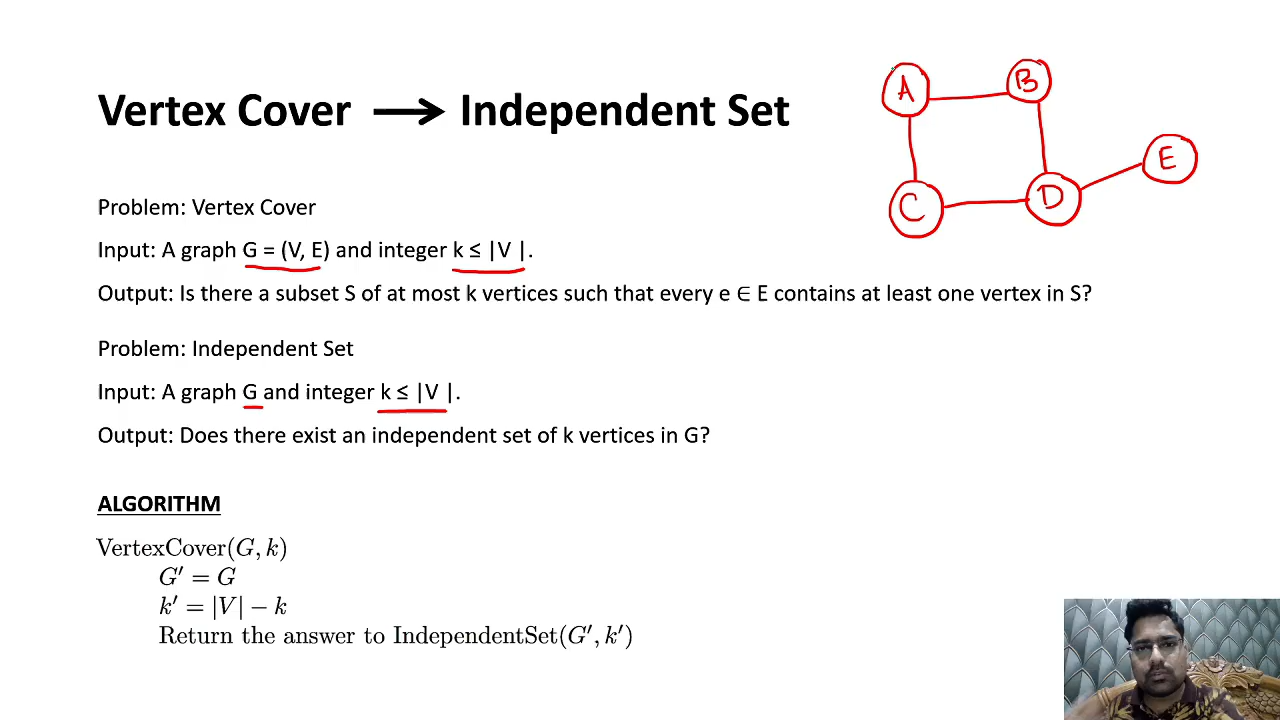 Vertex Cover → Independent Set
A B
C D E
Problem: Vertex Cover
Input: A graph G = (V, E) and integer k ≤ |V |.
Output: Is there a subset S of at most k vertices such that every e ∈ E contains at least one vertex in S?
Problem: Independent Set
Input: A graph G and integer k ≤ |V |.
Output: Does there exist an independent set of k vertices in G?
ALGORITHM
VertexCover(G, k)
G′ = G
k′ = |V| − k
Return the answer to IndependentSet(G′, k′)